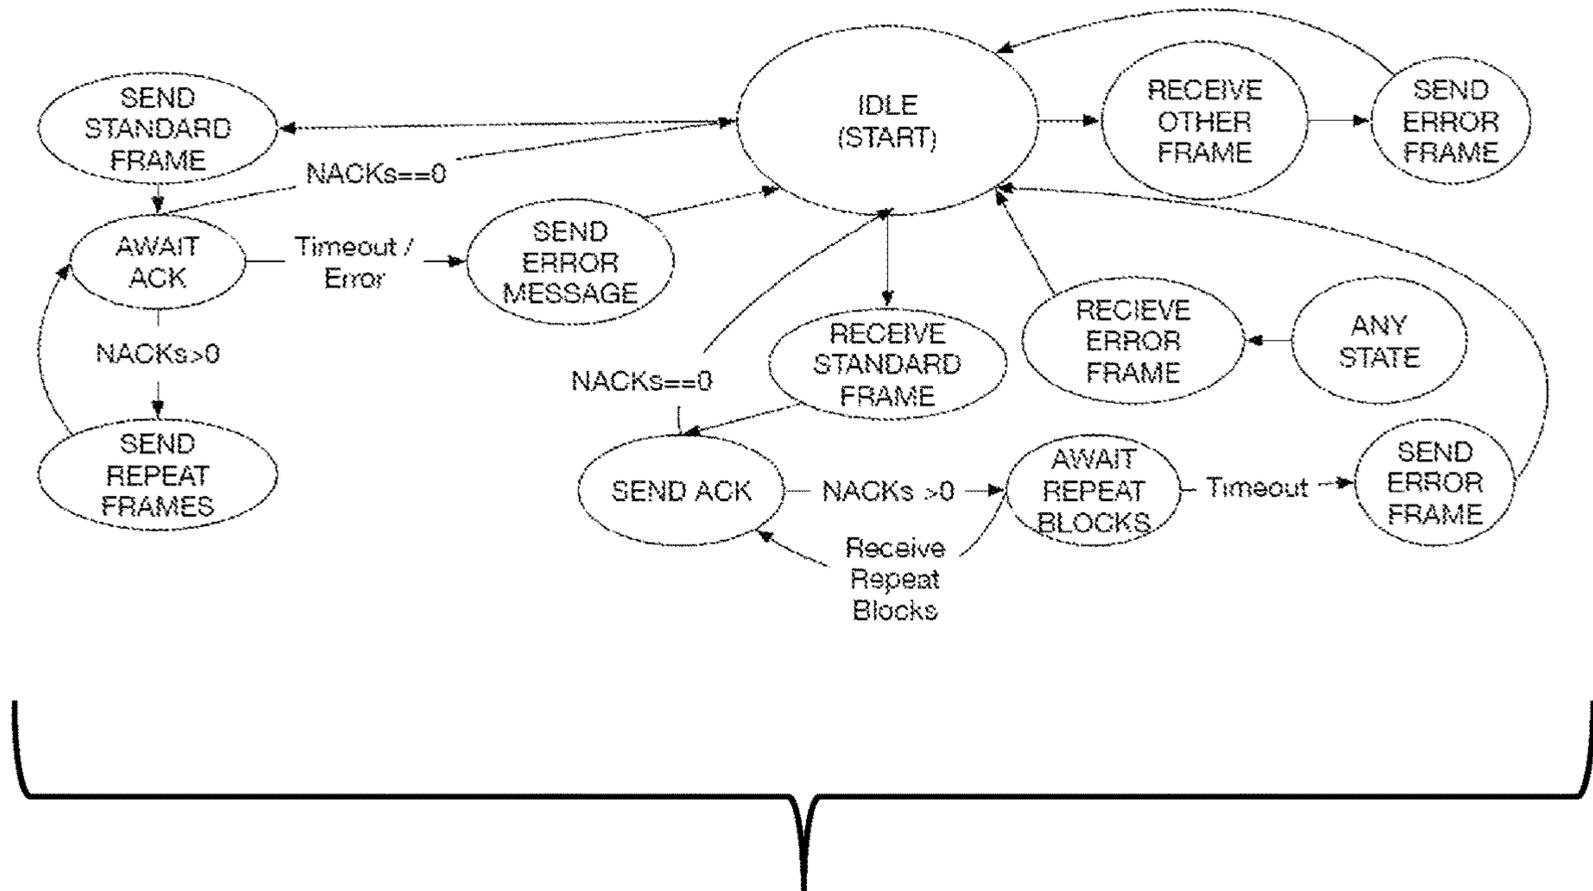 SEND
STANDARD
FRAME
IDLE
(START)
RECEIVE
OTHER
FRAME
SEND
ERROR
FRAME
NACKs==0
AWAIT
ACK
Timeout /
Error
SEND
ERROR
MESSAGE
NACKs>0
SEND
REPEAT
FRAMES
RECEIVE
STANDARD
FRAME
RECIEVE
ERROR
FRAME
ANY
STATE
NACKs==0
SEND ACK
NACKs >0
AWAIT
REPEAT
BLOCKS
Timeout
SEND
ERROR
FRAME
Receive
Repeat
Blocks